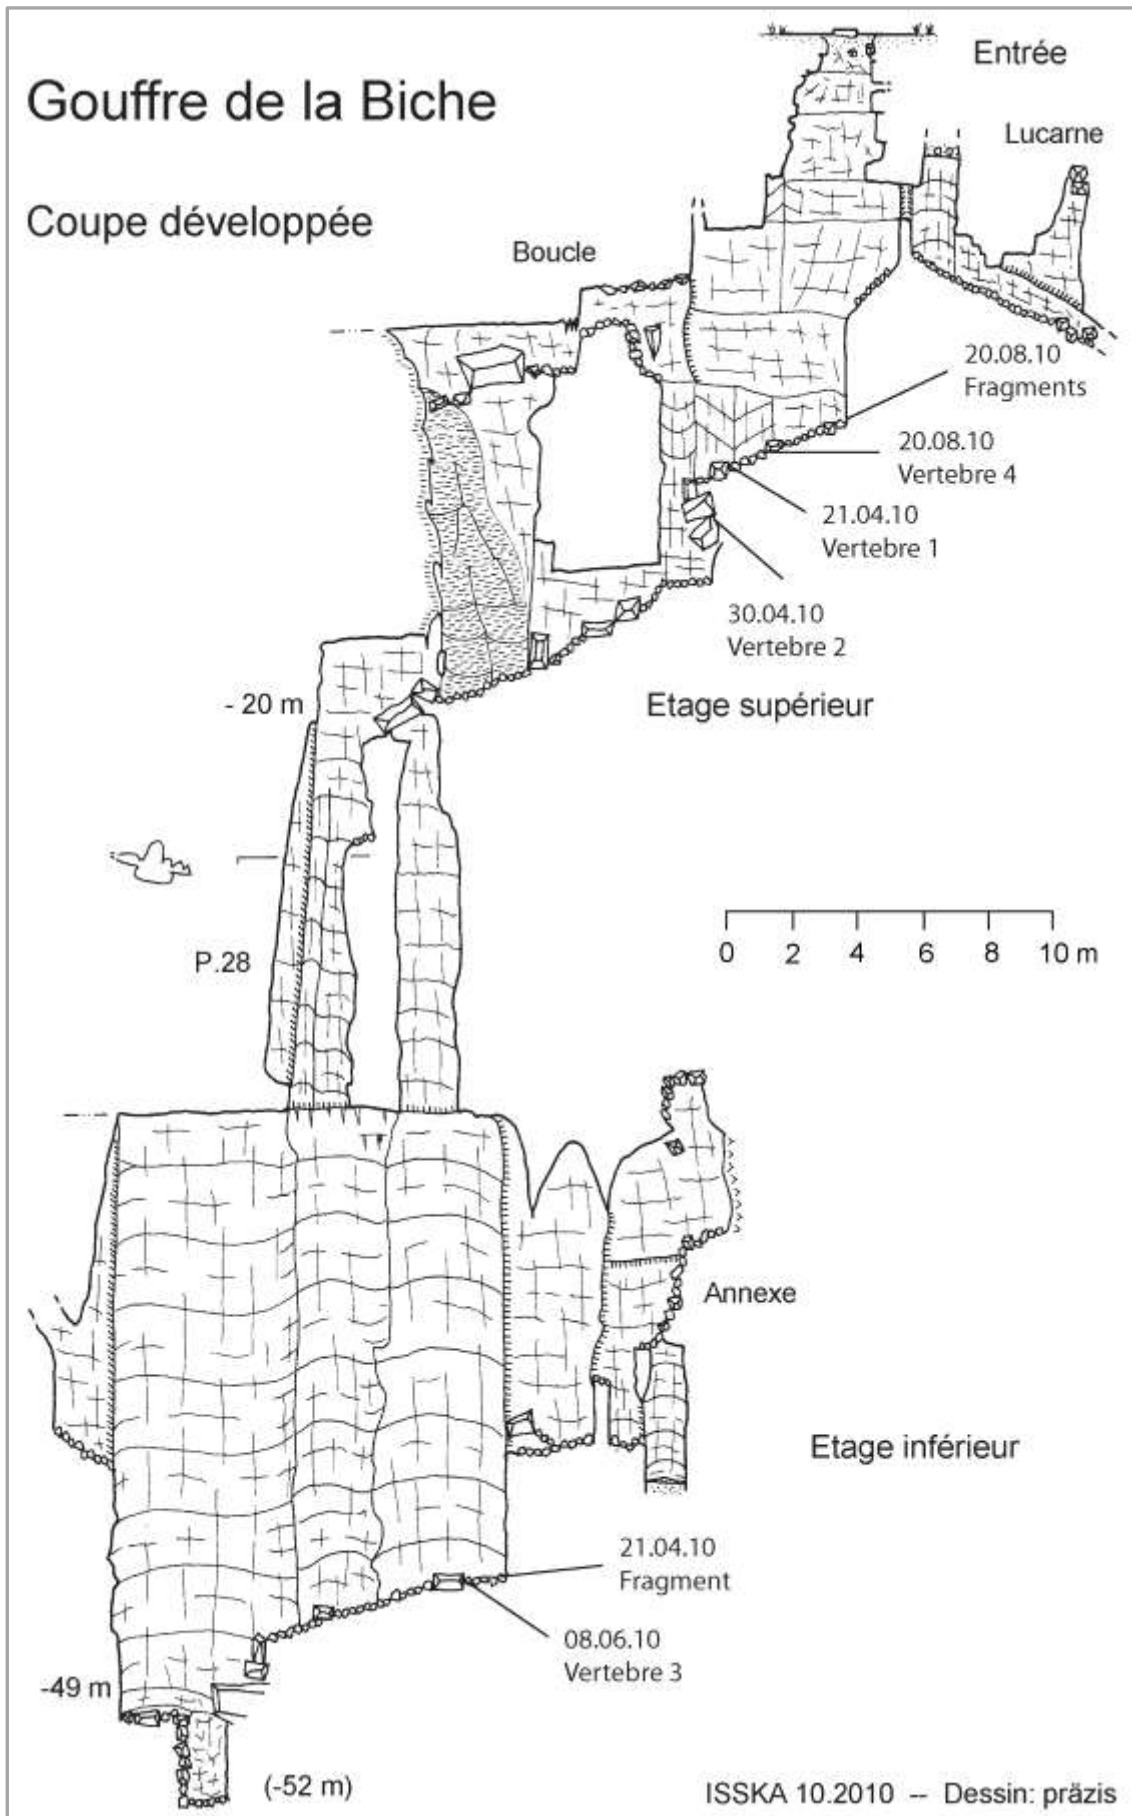 Gouffre de la Biche
Entrée
Lucarne
Coupe développée
Boucle
20.08.10
Fragments
20.08.10
Vertebre 4
21.04.10
Vertebre 1
30.04.10
Vertebre 2
- 20 m
Etage supérieur
P.28
0 2 4 6 8 10 m
Annexe
Etage inférieur
21.04.10
Fragment
08.06.10
Vertebre 3
-49 m
(-52 m)
ISSKA 10.2010 -- Dessin: präzis